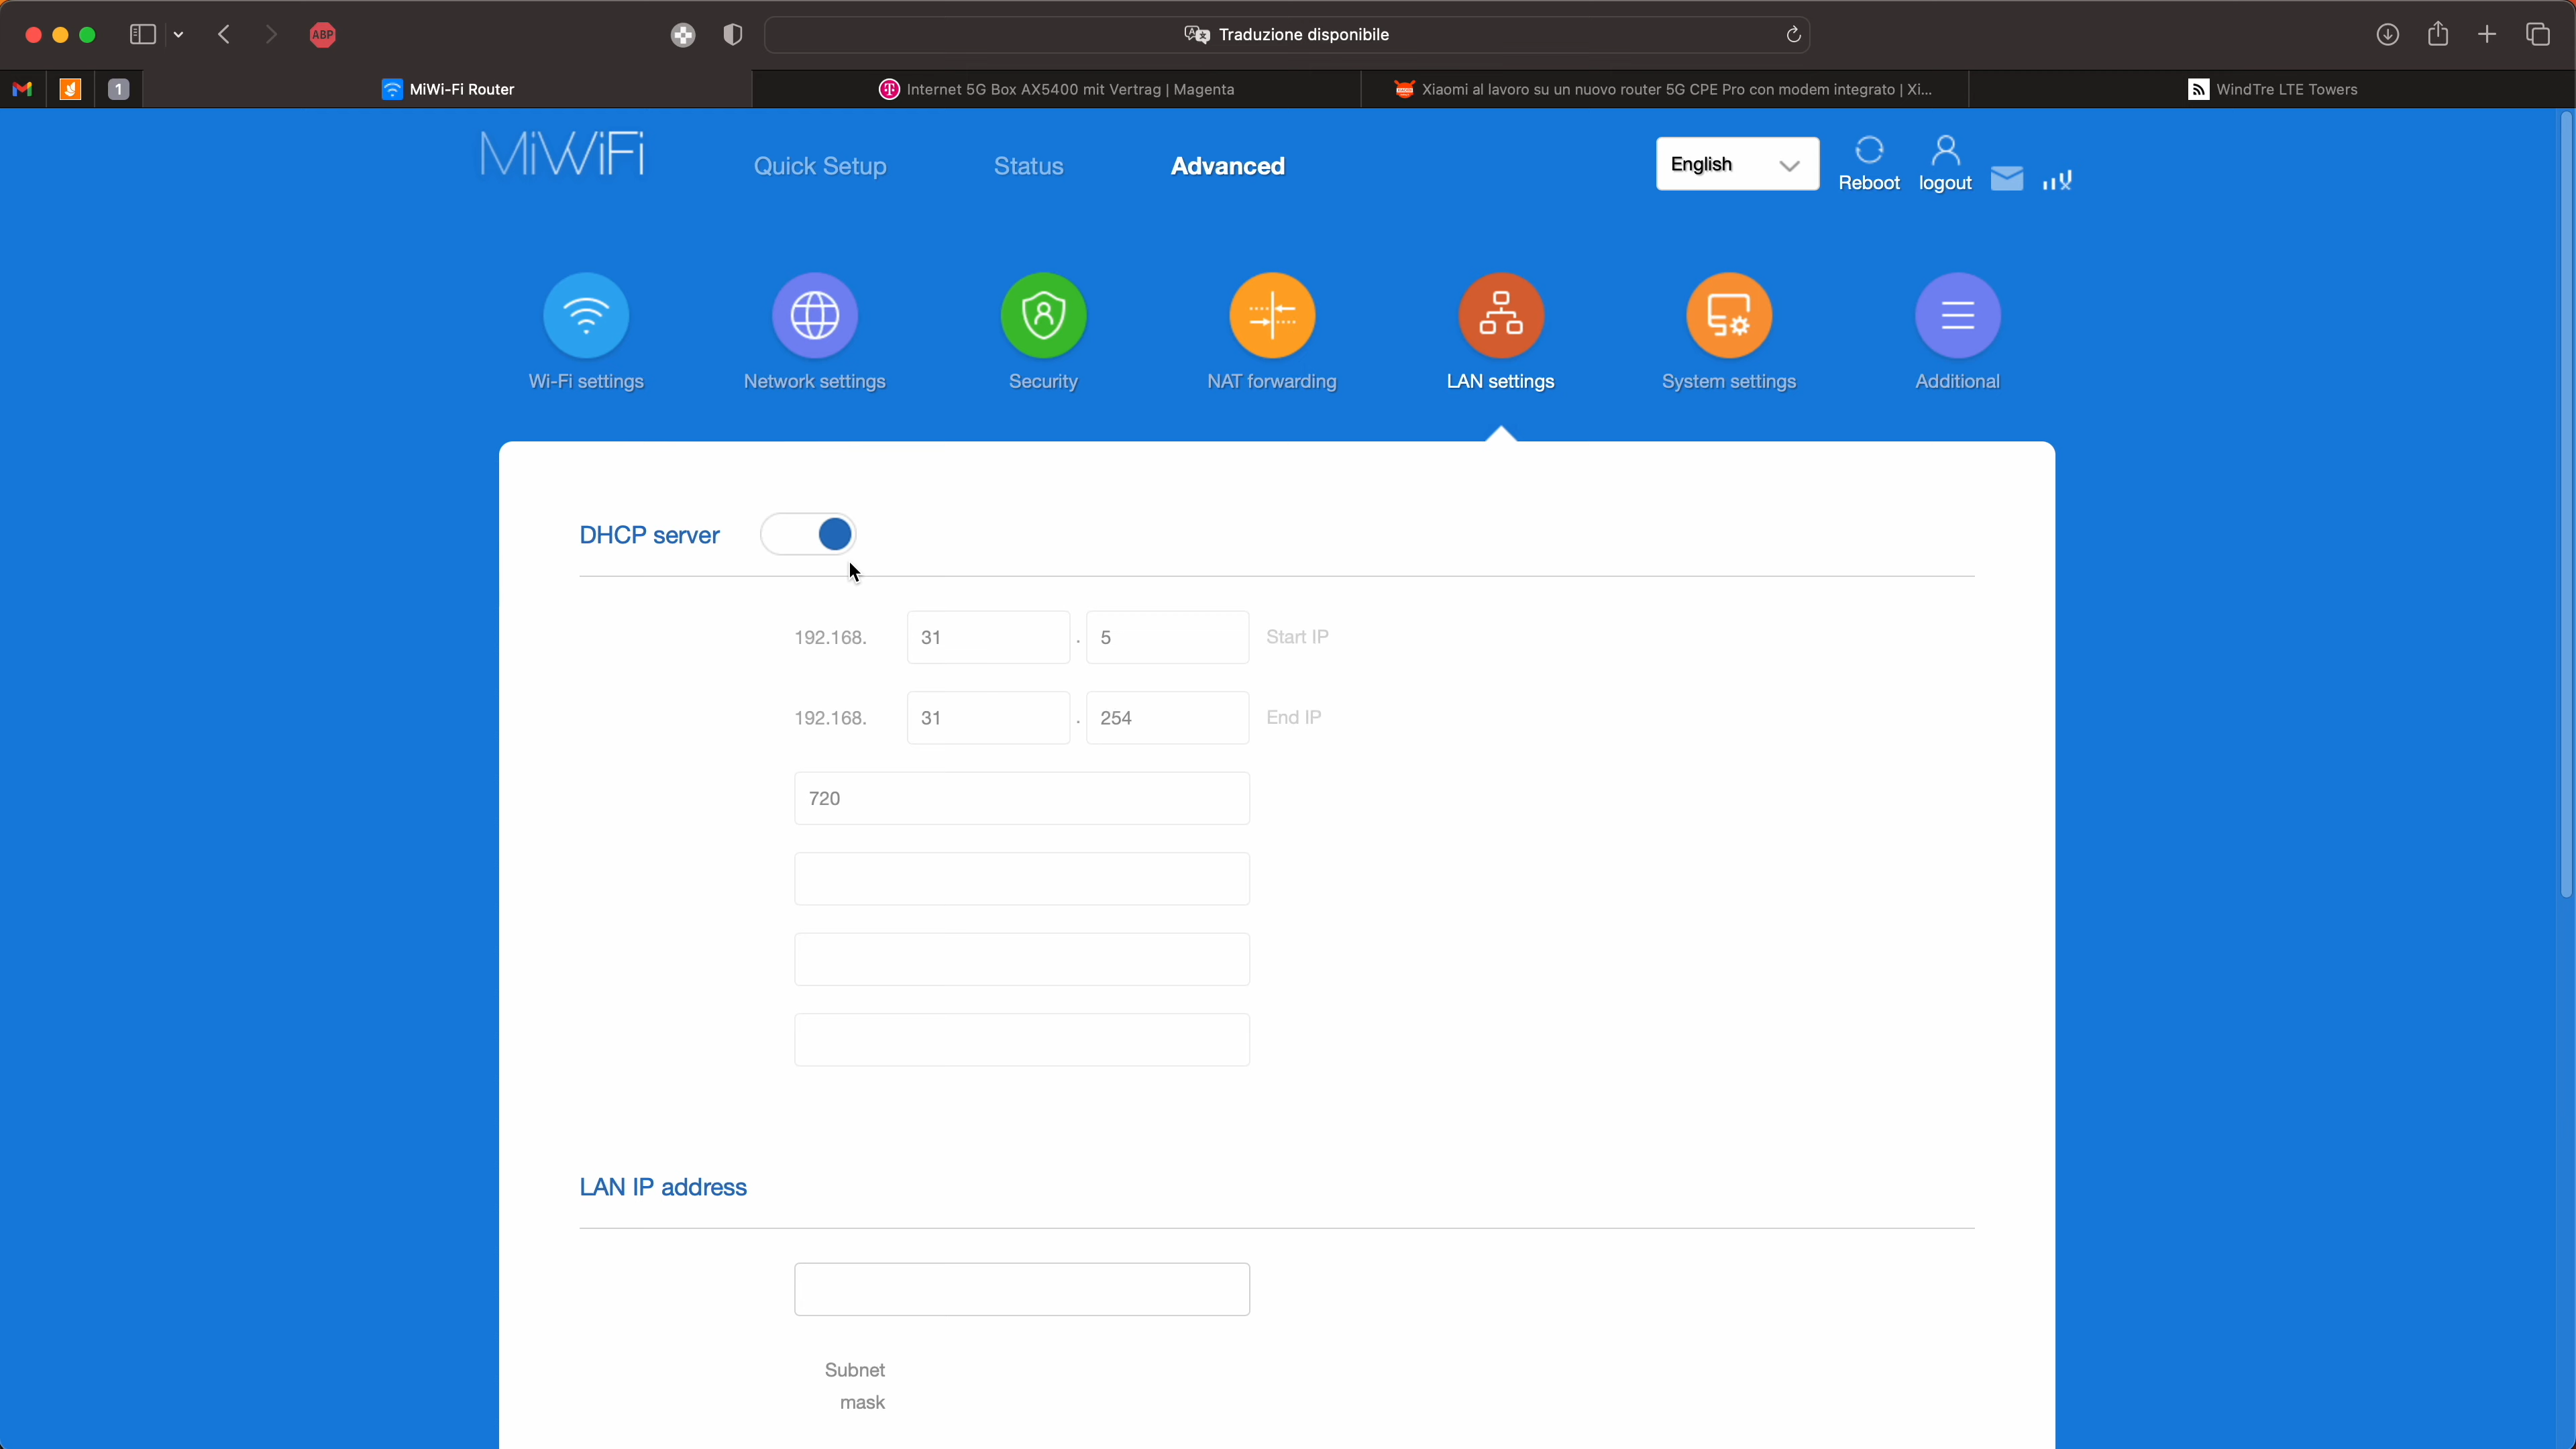 ABP
Traduzione disponibile
1
MiWi-Fi Router
Internet 5G Box AX5400 mit Vertrag | Magenta
Xiaomi al lavoro su un nuovo router 5G CPE Pro con modem integrato | Xi...
WindTre LTE Towers
MiWiFi
Quick Setup
Status
Advanced
English
Reboot
logout
Wi-Fi settings
Network settings
Security
NAT forwarding
LAN settings
System settings
Additional
DHCP server
192.168. 31 . 5 Start IP
192.168. 31 . 254 End IP
720
LAN IP address
Subnet
mask